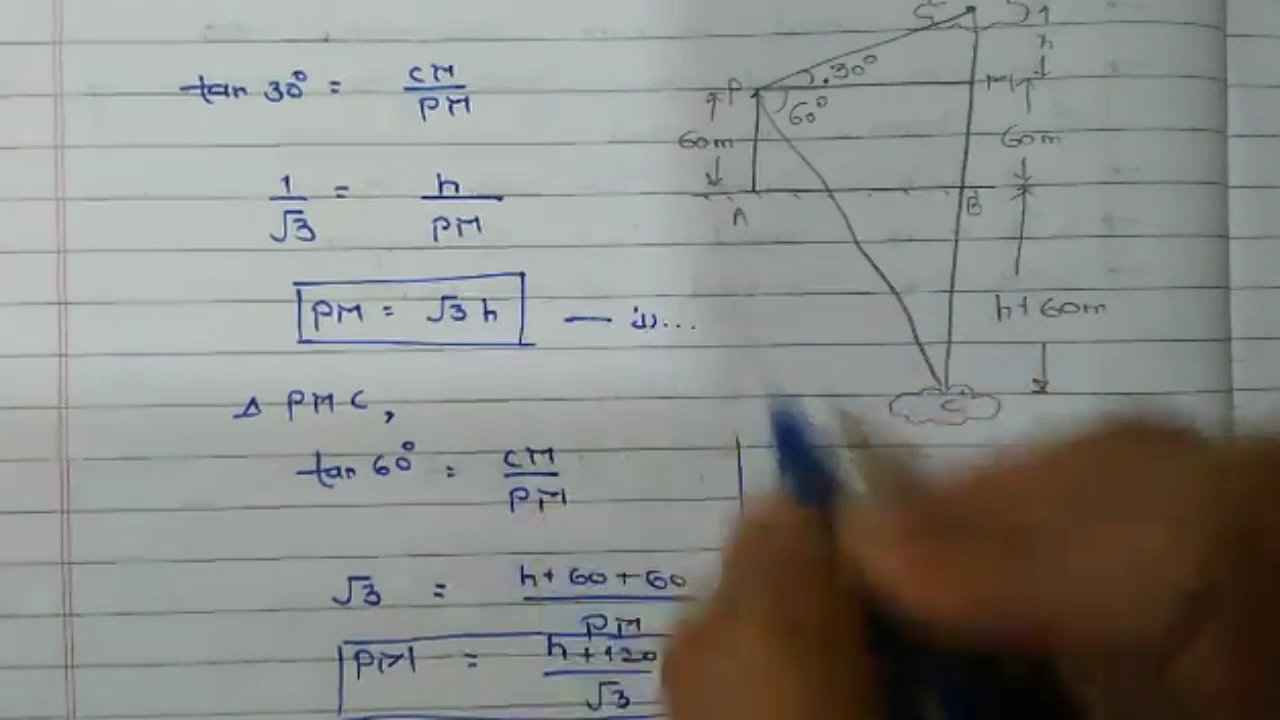 tan 30° = CM / PM
1 / √3 = h / PM
PM = √3 h — i)...
Δ PMC,
tan 60° = CM / PM
√3 = h + 60 + 60 / PM
PM = h + 120 / √3
C
h
30°
P
M
60°
60m
60m
A
B
h + 60m
C